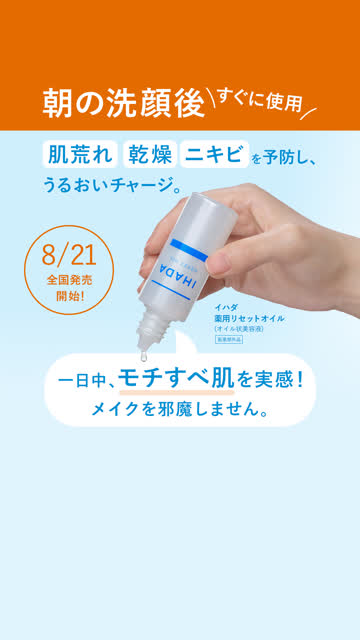 朝の洗顔後\すぐに使用/
肌荒れ 乾燥 ニキビ を予防し、
うるおいチャージ。
8/21
全国発売
開始!
IHADA
イハダ
薬用リセットオイル
(オイル状美容液)
医薬部外品
一日中、モチすべ肌を実感!
メイクを邪魔しません。